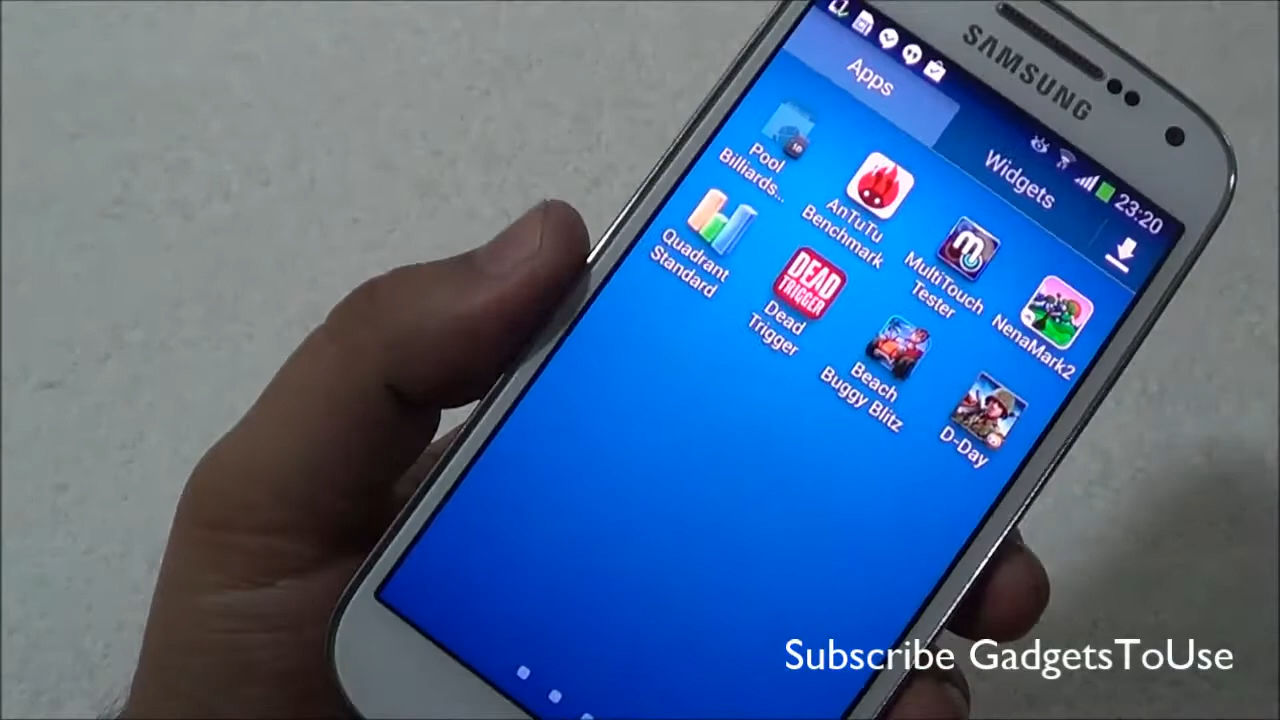 SAMSUNG
23:20
Apps
Widgets
Pool
Billiards..
AnTuTu
Benchmark
MultiTouch
Tester
NenaMark2
Quadrant
Standard
DEAD
TRIGGER
Dead
Trigger
Beach
Buggy Blitz
D-Day
Subscribe GadgetsToUse